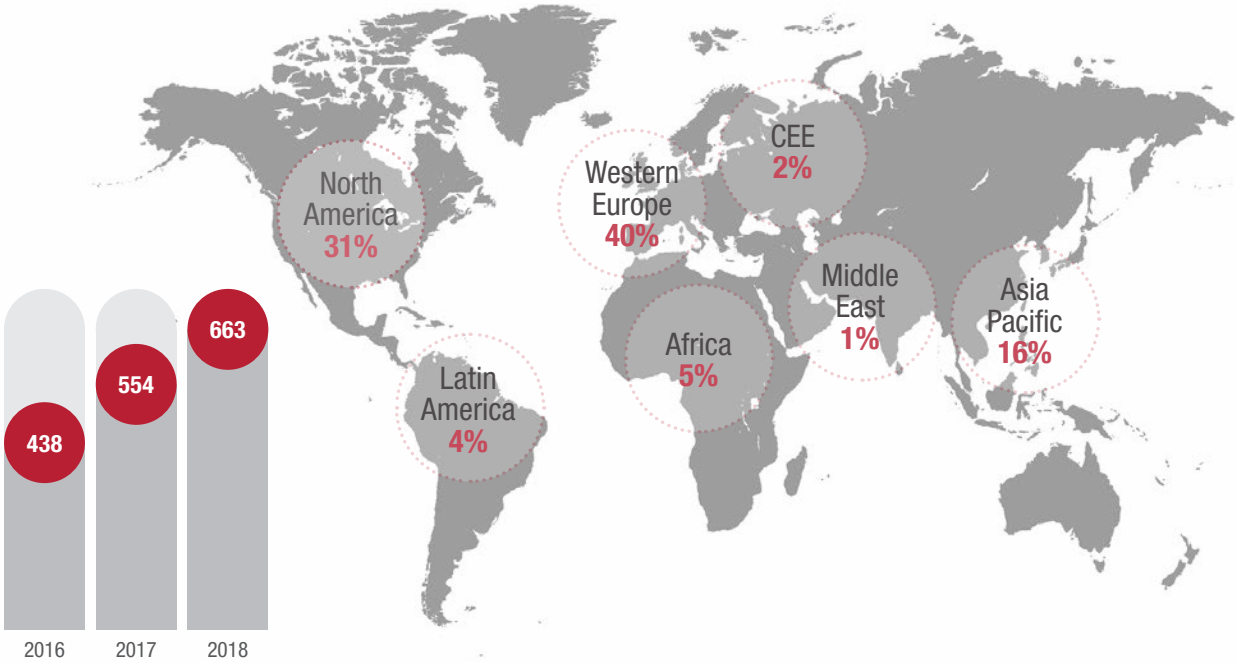 CEE
2%
Western
Europe
40%
North
America
31%
Middle
East
1%
Asia
Pacific
16%
Africa
5%
Latin
America
4%
663
554
438
2016
2017
2018